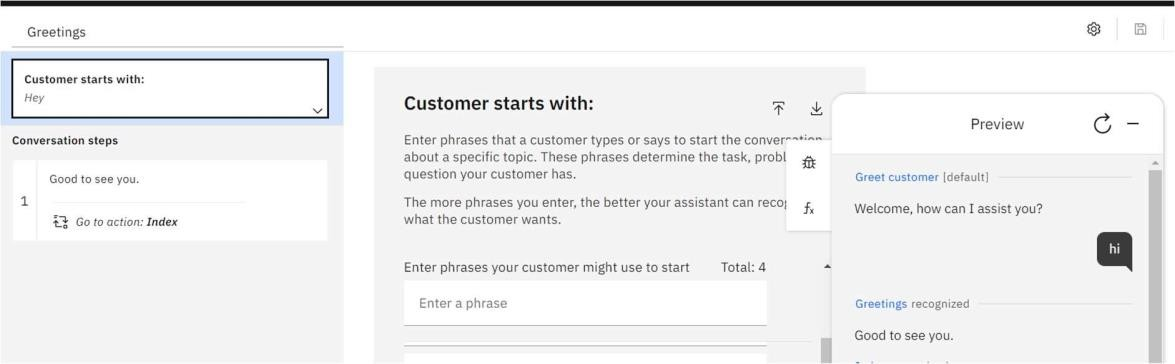 Greetings
Customer starts with:
Hey
Conversation steps
1
Good to see you.
Go to action: Index
Customer starts with:
Enter phrases that a customer types or says to start the conversation
about a specific topic. These phrases determine the task,
question your customer has.
The more phrases you enter, the better your assistant can
what the customer wants.
Enter phrases your customer might use to start
Total: 4
Enter a phrase
fx
Preview
Greet customer [default]
Welcome, how can I assist you?
hi
Greetings recognized
Good to see you.